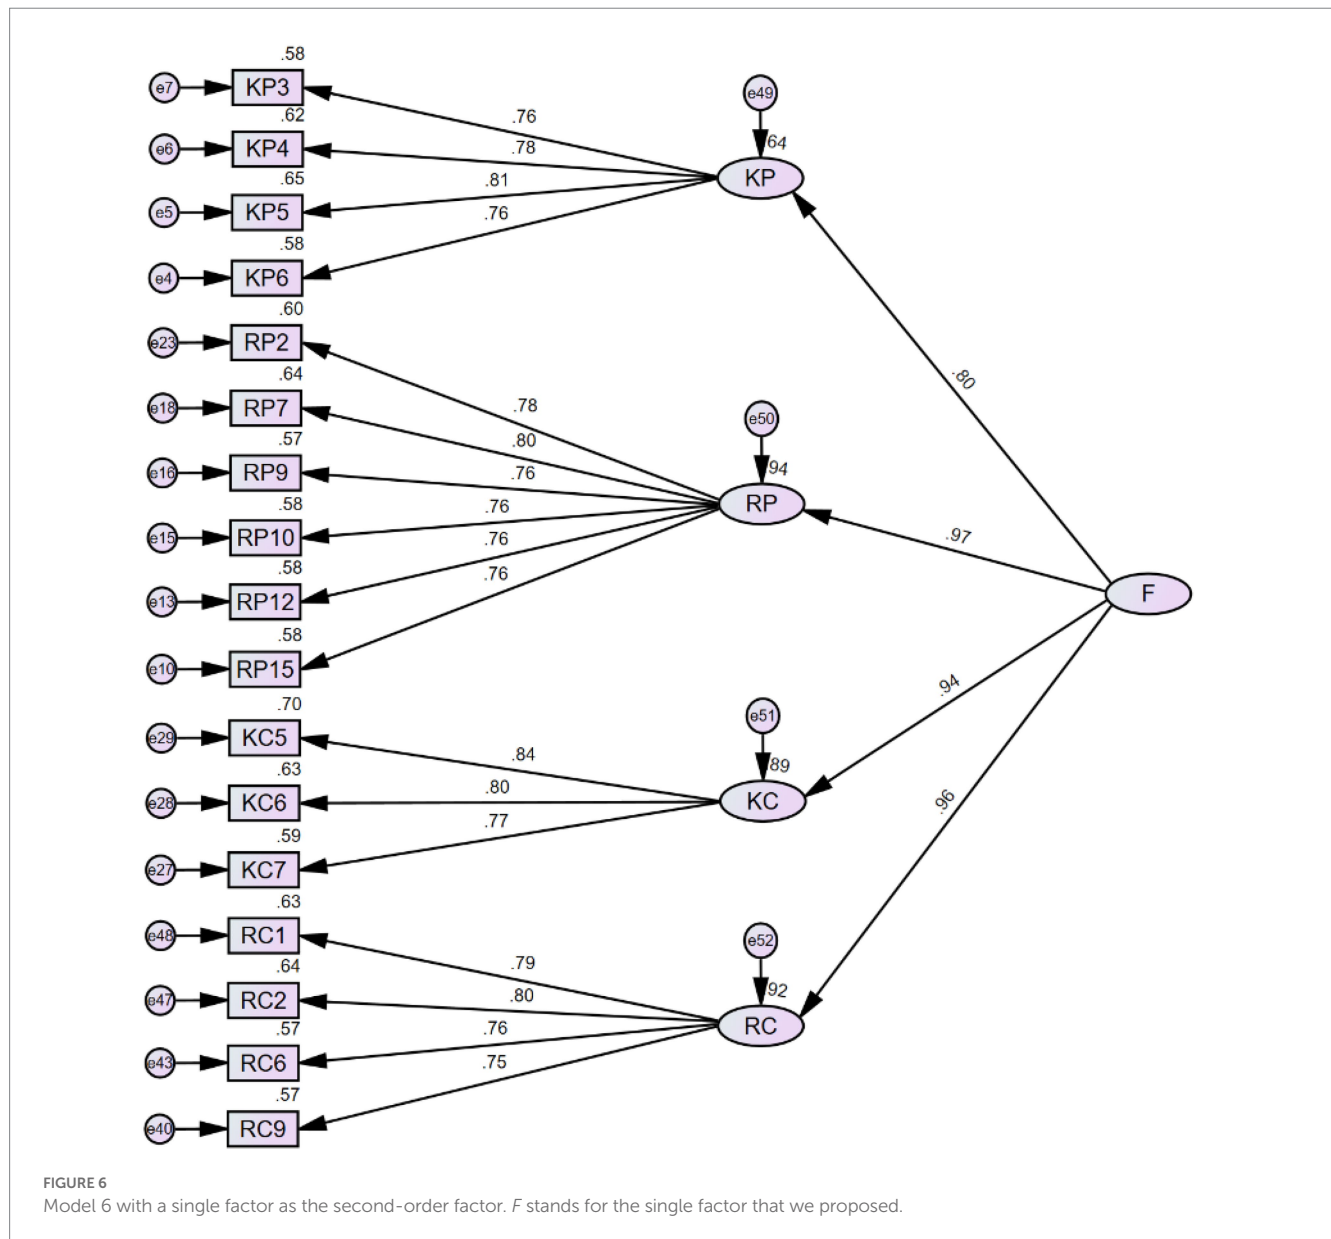 .58
e7 KP3
.62 .76 e49
e6 KP4 .78 .64
.65 .81 KP
e5 KP5 .76
.58
e4 KP6
.60
e23 RP2
.64 .80
e18 RP7 .78 e50
.57 .80
e16 RP9 .76 .94
.58 .76 RP
e15 RP10 .76 .97
.58 .76
e13 RP12 F
.58
e10 RP15
.70 .94
e29 KC5 .84 e51
.63 .80 .89
e28 KC6 KC
.59 .77 .96
e27 KC7
.63
e48 RC1 e52
.64 .79
e47 RC2 .80 .92
.57 .76 RC
e43 RC6 .75
.57
e40 RC9
FIGURE 6
Model 6 with a single factor as the second-order factor. F stands for the single factor that we proposed.